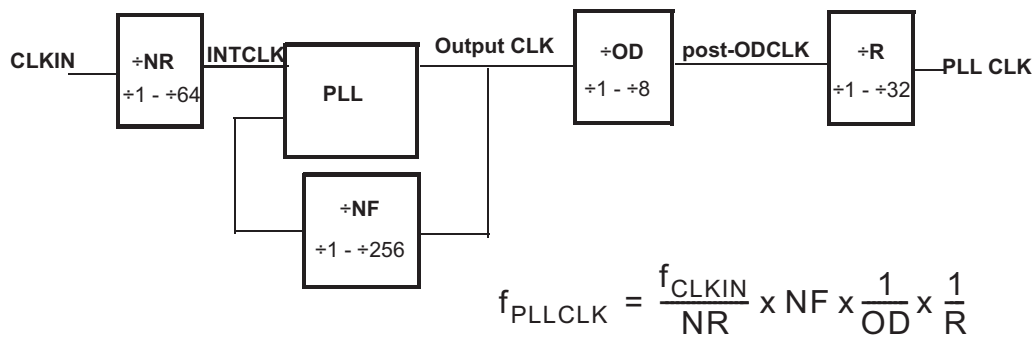 CLKIN
÷NR
÷1 - ÷64
INTCLK
PLL
Output CLK
÷OD
÷1 - ÷8
post-ODCLK
÷R
÷1 - ÷32
PLL CLK
÷NF
÷1 - ÷256
f_PLLCLK = f_CLKIN/NR x NF x 1/OD x 1/R